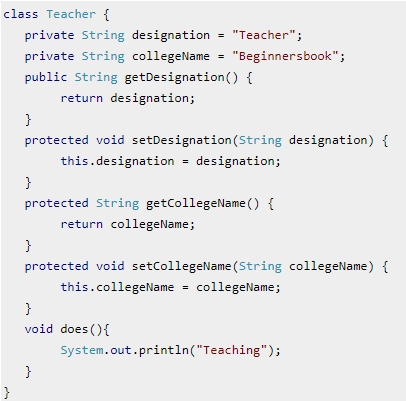 class Teacher {
   private String designation = "Teacher";
   private String collegeName = "Beginnersbook";
   public String getDesignation() {
        return designation;
   }
   protected void setDesignation(String designation) {
        this.designation = designation;
   }
   protected String getCollegeName() {
        return collegeName;
   }
   protected void setCollegeName(String collegeName) {
        this.collegeName = collegeName;
   }
   void does(){
        System.out.println("Teaching");
   }
}